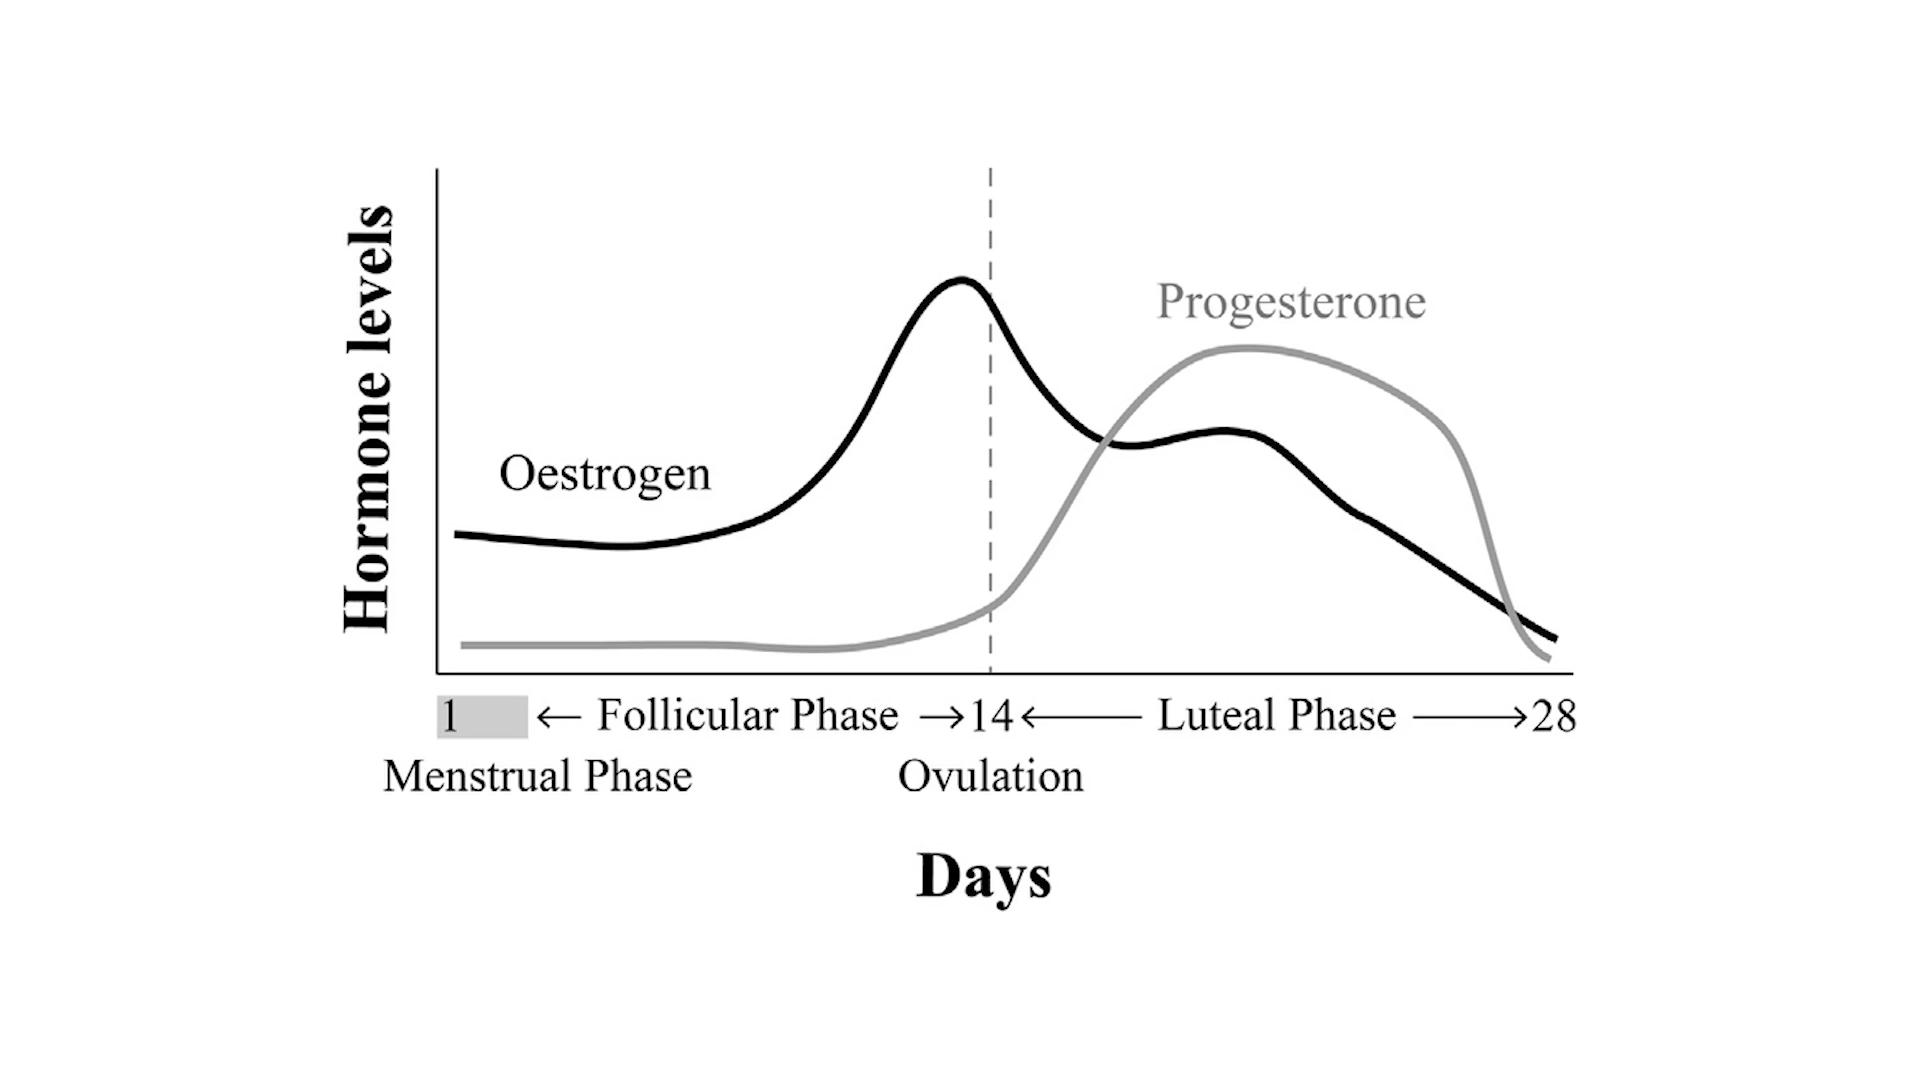 Hormone levels
Progesterone
Oestrogen
1 ← Follicular Phase →14← Luteal Phase →28
Menstrual Phase Ovulation
Days